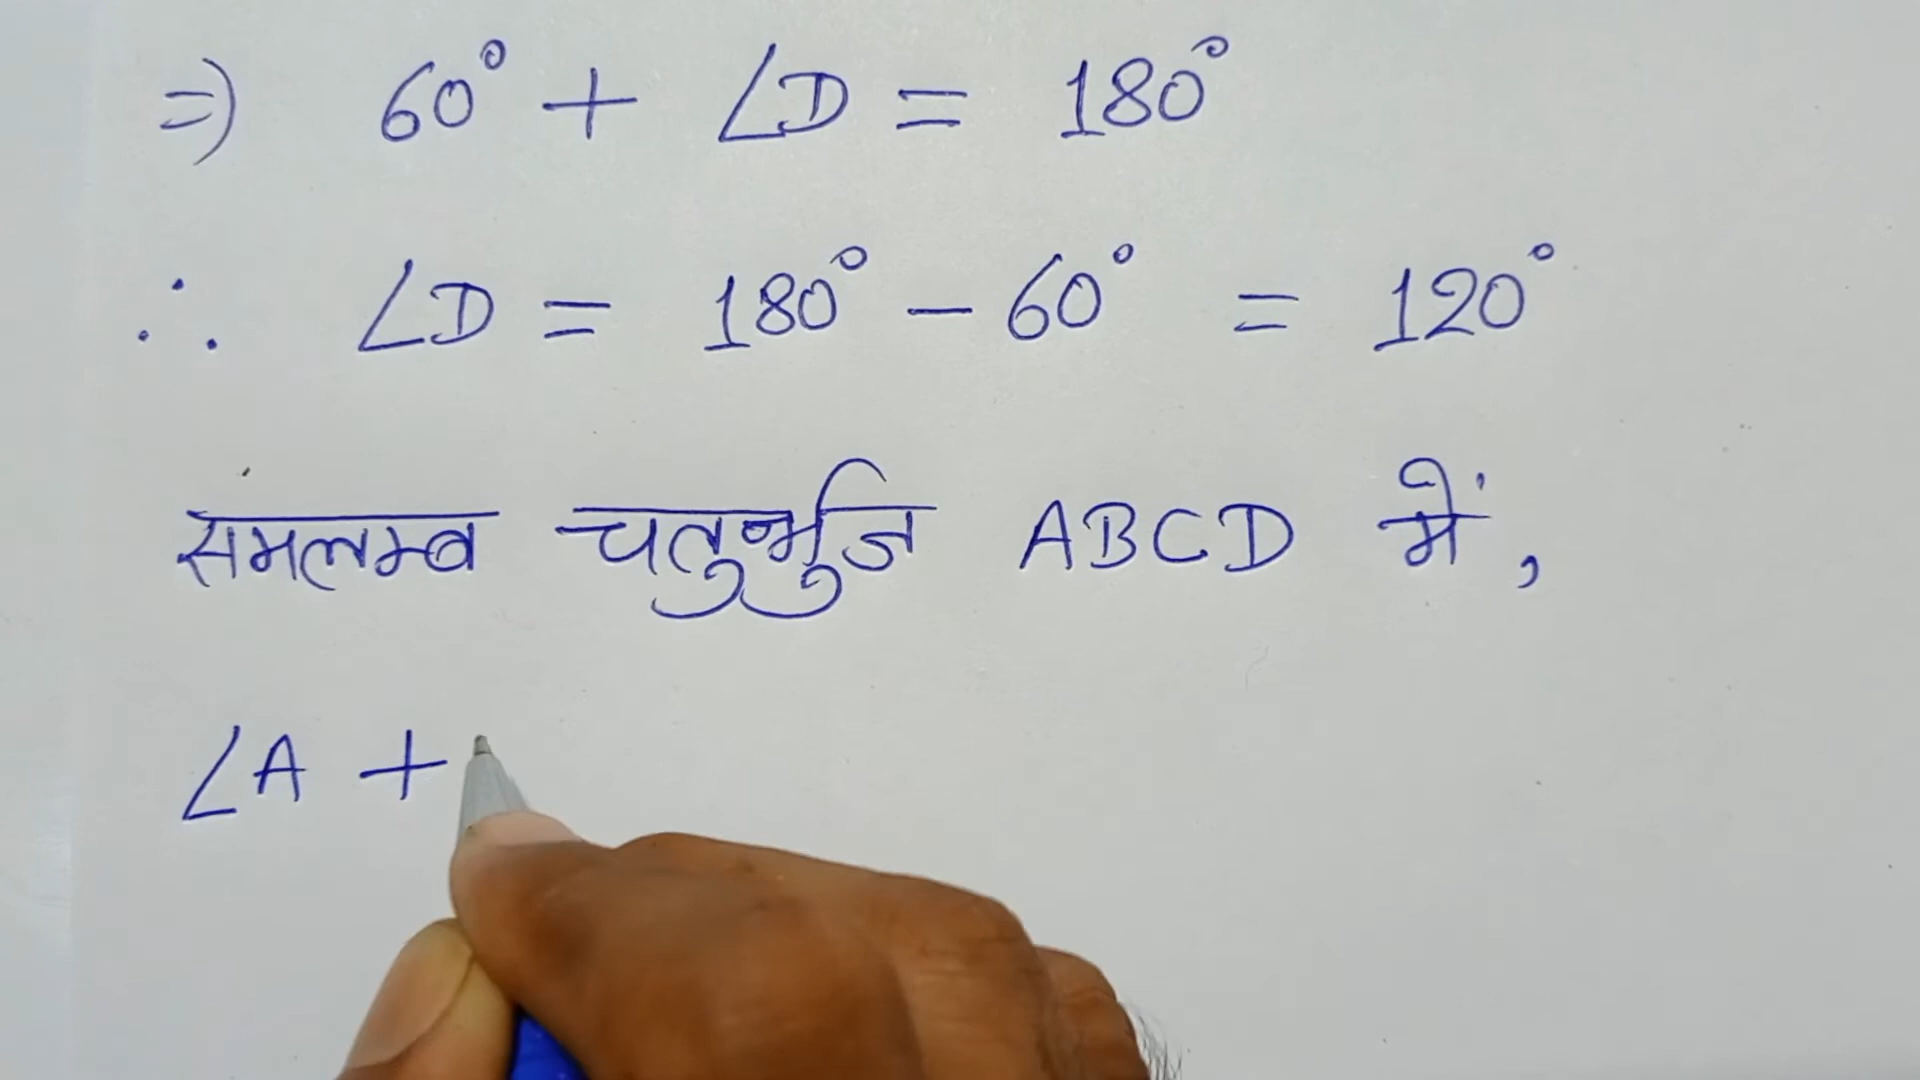 =) 60° + ∠D = 180°
∴ ∠D = 180° - 60° = 120°
समलम्ब चतुर्भुज ABCD में,
∠A +